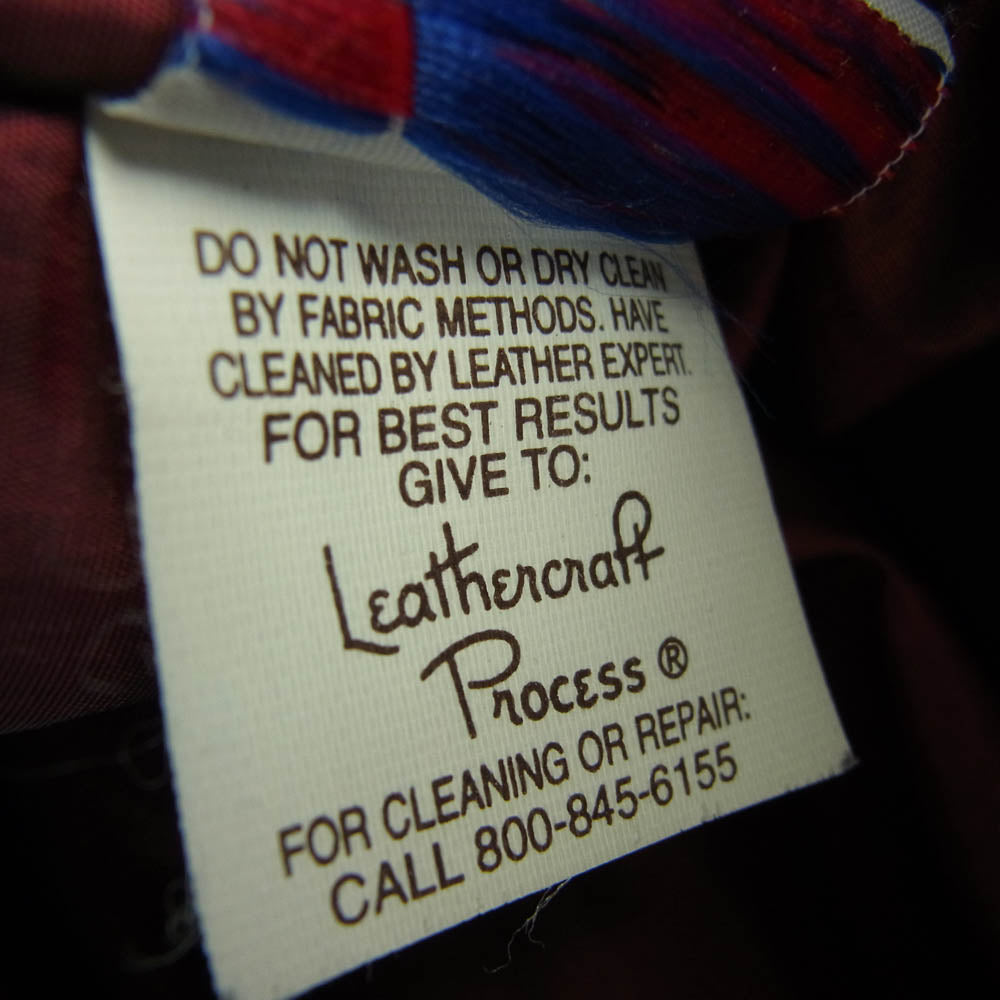 DO NOT WASH OR DRY CLEAN
BY FABRIC METHODS. HAVE
CLEANED BY LEATHER EXPERT.
FOR BEST RESULTS
GIVE TO:
Leathercraft
Process ®
FOR CLEANING OR REPAIR:
CALL 800-845-6155